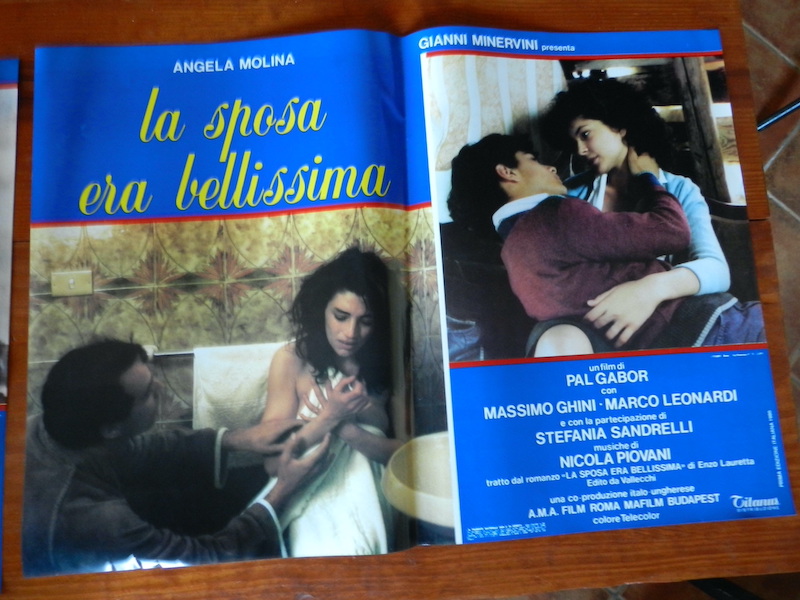 ANGELA MOLINA
la sposa
era bellissima
GIANNI MINERVINI presenta
un film di
PAL GABOR
con
MASSIMO GHINI · MARCO LEONARDI
e con la partecipazione di
STEFANIA SANDRELLI
musiche di
NICOLA PIOVANI
tratto dal romanzo "LA SPOSA ERA BELLISSIMA" di Enzo Lauretta
Edito da Vallecchi
una co-produzione italo ungherese
A.M.A. FILM ROMA MAFILM BUDAPEST
colore Telecolor
Titanus
DISTRIBUZIONE